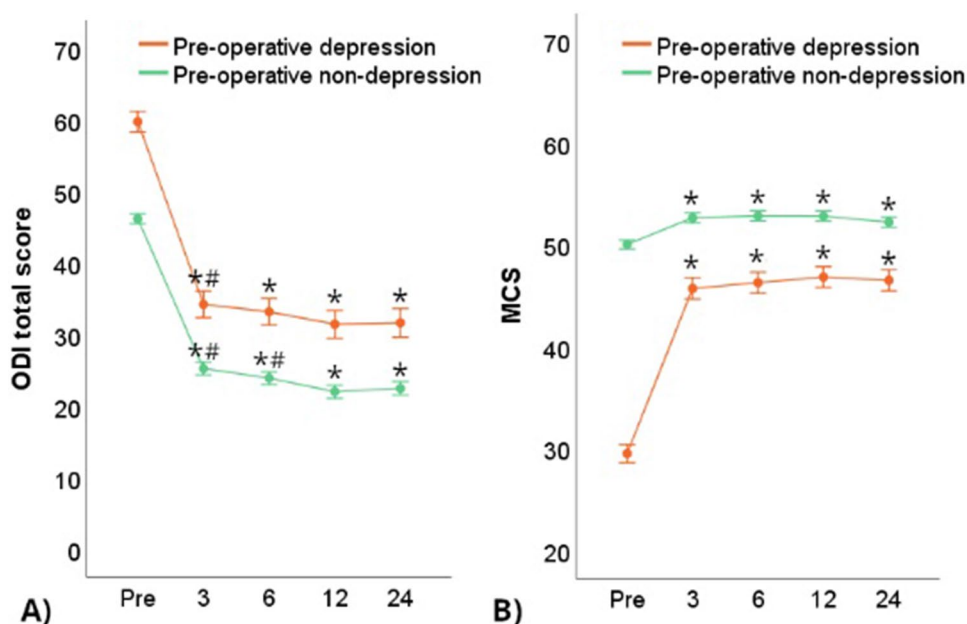 70
60
50
40
30
20
10
0
ODI total score
Pre-operative depression
Pre-operative non-depression
*# * * *
*# *# * *
Pre 3 6 12 24
A)
70
60
50
40
30
20
MCS
Pre-operative depression
Pre-operative non-depression
* * * *
* * * *
Pre 3 6 12 24
B)